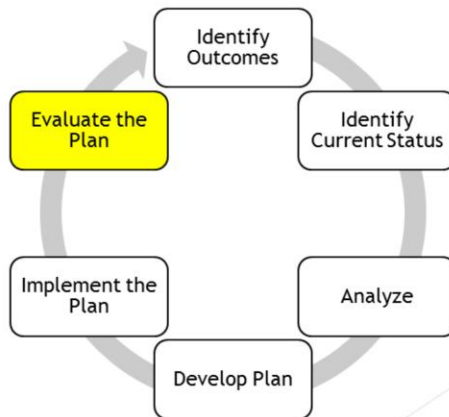 Identify
Outcomes
Identify
Current Status
Analyze
Develop Plan
Implement the
Plan
Evaluate the
Plan